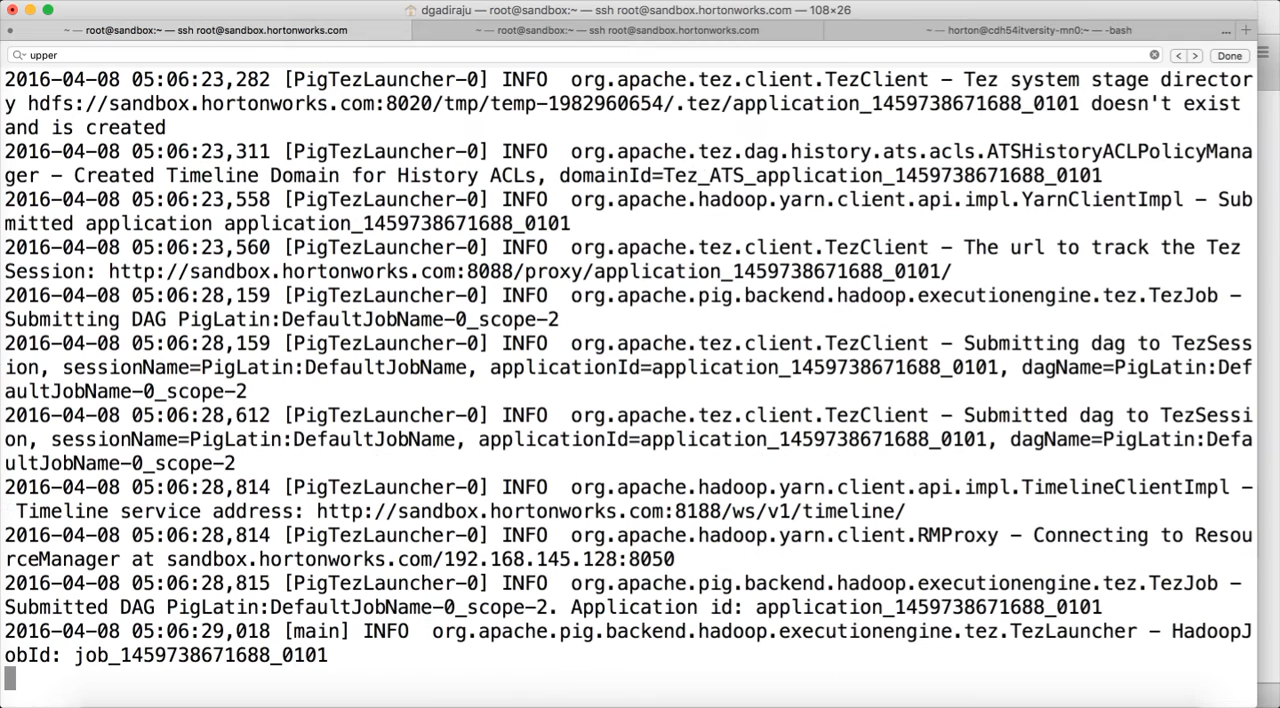 dgadiraju — root@sandbox:~ — ssh root@sandbox.hortonworks.com — 108×26
~ — root@sandbox:~ — ssh root@sandbox.hortonworks.com
~ — root@sandbox:~ — ssh root@sandbox.hortonworks.com
~ — horton@cdh54itversity-mn0:~ — -bash
... +
upper
< > Done
2016-04-08 05:06:23,282 [PigTezLauncher-0] INFO  org.apache.tez.client.TezClient - Tez system stage director
y hdfs://sandbox.hortonworks.com:8020/tmp/temp-1982960654/.tez/application_1459738671688_0101 doesn't exist
and is created
2016-04-08 05:06:23,311 [PigTezLauncher-0] INFO  org.apache.tez.dag.history.ats.acls.ATSHistoryACLPolicyMana
ger - Created Timeline Domain for History ACLs, domainId=Tez_ATS_application_1459738671688_0101
2016-04-08 05:06:23,558 [PigTezLauncher-0] INFO  org.apache.hadoop.yarn.client.api.impl.YarnClientImpl - Sub
mitted application application_1459738671688_0101
2016-04-08 05:06:23,560 [PigTezLauncher-0] INFO  org.apache.tez.client.TezClient - The url to track the Tez
Session: http://sandbox.hortonworks.com:8088/proxy/application_1459738671688_0101/
2016-04-08 05:06:28,159 [PigTezLauncher-0] INFO  org.apache.pig.backend.hadoop.executionengine.tez.TezJob -
Submitting DAG PigLatin:DefaultJobName-0_scope-2
2016-04-08 05:06:28,159 [PigTezLauncher-0] INFO  org.apache.tez.client.TezClient - Submitting dag to TezSess
ion, sessionName=PigLatin:DefaultJobName, applicationId=application_1459738671688_0101, dagName=PigLatin:Def
aultJobName-0_scope-2
2016-04-08 05:06:28,612 [PigTezLauncher-0] INFO  org.apache.tez.client.TezClient - Submitted dag to TezSessi
on, sessionName=PigLatin:DefaultJobName, applicationId=application_1459738671688_0101, dagName=PigLatin:Defa
ultJobName-0_scope-2
2016-04-08 05:06:28,814 [PigTezLauncher-0] INFO  org.apache.hadoop.yarn.client.api.impl.TimelineClientImpl -
 Timeline service address: http://sandbox.hortonworks.com:8188/ws/v1/timeline/
2016-04-08 05:06:28,814 [PigTezLauncher-0] INFO  org.apache.hadoop.yarn.client.RMProxy - Connecting to Resou
rceManager at sandbox.hortonworks.com/192.168.145.128:8050
2016-04-08 05:06:28,815 [PigTezLauncher-0] INFO  org.apache.pig.backend.hadoop.executionengine.tez.TezJob -
Submitted DAG PigLatin:DefaultJobName-0_scope-2. Application id: application_1459738671688_0101
2016-04-08 05:06:29,018 [main] INFO  org.apache.pig.backend.hadoop.executionengine.tez.TezLauncher - HadoopJ
obId: job_1459738671688_0101